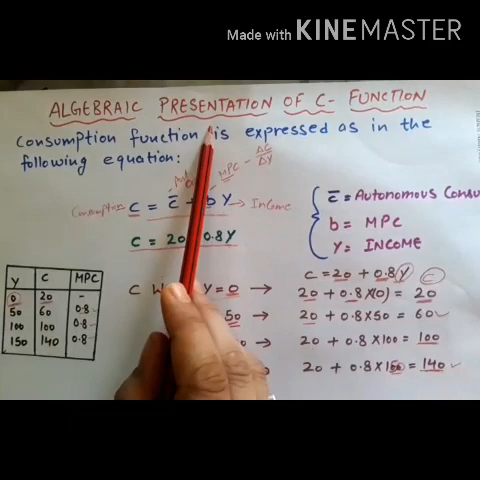 Made with KINEMASTER
ALGEBRAIC PRESENTATION OF C- FUNCTION
Consumption function is expressed as in the
following equation:
MPC - ΔC/ΔY
Consumption C = c̄ + bY → Income
C = 20 0.8Y
c̄ = Autonomous Consu
b = MPC
Y = INCOME
Y C MPC
0 20 -
50 60 0.8
100 100 0.8
150 140 0.8
C = 20 + 0.8Y
C W Y = 0 → 20 + 0.8×(0) = 20
50 → 20 + 0.8×50 = 60
→ 20 + 0.8×100 = 100
20 + 0.8×150 = 140